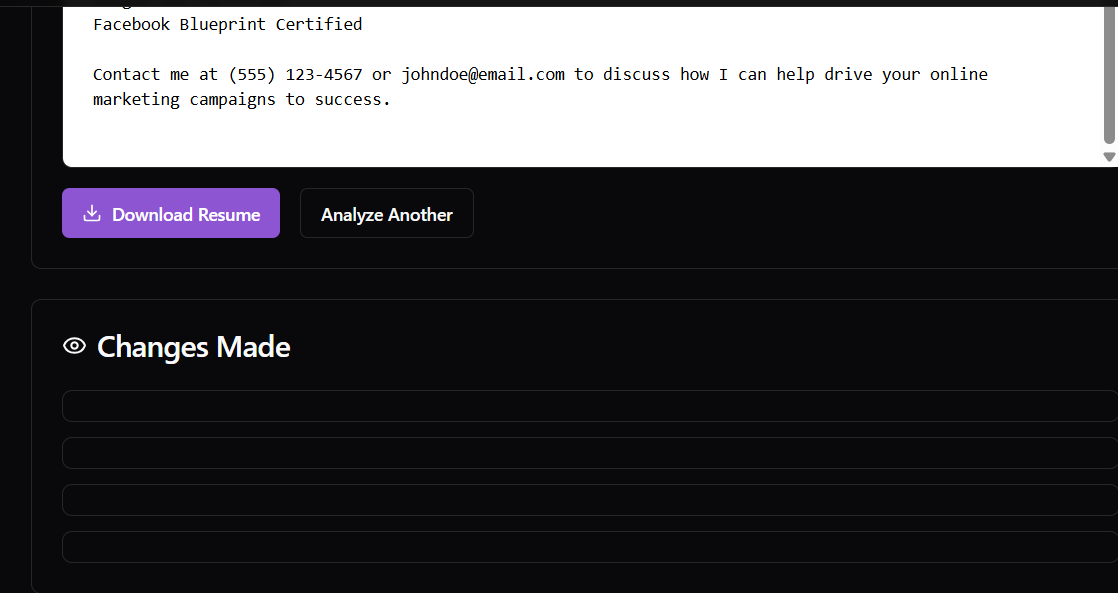 Facebook Blueprint Certified
Contact me at (555) 123-4567 or johndoe@email.com to discuss how I can help drive your online
marketing campaigns to success.
Download Resume
Analyze Another
Changes Made